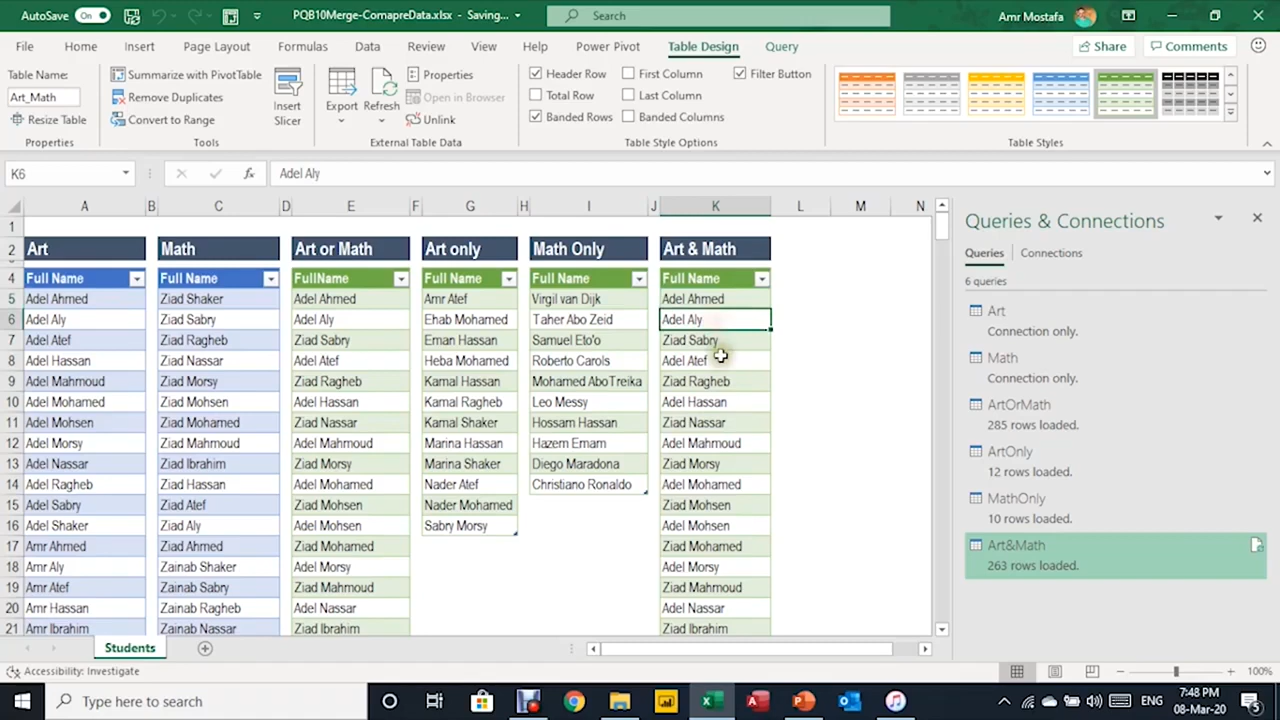 AutoSave On PQB10Merge-ComapreData.xlsx - Saving... Search Amr Mostafa
File Home Insert Page Layout Formulas Data Review View Help Power Pivot Table Design Query Share Comments
Table Name:
Art_Math
Resize Table
Properties
Summarize with PivotTable
Remove Duplicates
Convert to Range
Tools
Insert
Slicer
Export
Refresh
Properties
Open in Browser
Unlink
External Table Data
Header Row First Column Filter Button
Total Row Last Column
Banded Rows Banded Columns
Table Style Options
Table Styles
K6 fx Adel Aly
A B C D E F G H I J K L M N
1
2 Art Math Art or Math Art only Math Only Art & Math
4 Full Name Full Name FullName Full Name Full Name Full Name
5 Adel Ahmed Ziad Shaker Adel Ahmed Amr Atef Virgil van Dijk Adel Ahmed
6 Adel Aly Ziad Sabry Adel Aly Ehab Mohamed Taher Abo Zeid Adel Aly
7 Adel Atef Ziad Ragheb Ziad Sabry Eman Hassan Samuel Eto'o Ziad Sabry
8 Adel Hassan Ziad Nassar Adel Atef Heba Mohamed Roberto Carols Adel Atef
9 Adel Mahmoud Ziad Morsy Ziad Ragheb Kamal Hassan Mohamed AboTreika Ziad Ragheb
10 Adel Mohamed Ziad Mohsen Adel Hassan Kamal Ragheb Leo Messy Adel Hassan
11 Adel Mohsen Ziad Mohamed Ziad Nassar Kamal Shaker Hossam Hassan Ziad Nassar
12 Adel Morsy Ziad Mahmoud Adel Mahmoud Marina Hassan Hazem Emam Adel Mahmoud
13 Adel Nassar Ziad Ibrahim Ziad Morsy Marina Shaker Diego Maradona Ziad Morsy
14 Adel Ragheb Ziad Hassan Adel Mohamed Nader Atef Christiano Ronaldo Adel Mohamed
15 Adel Sabry Ziad Atef Ziad Mohsen Nader Mohamed Ziad Mohsen
16 Adel Shaker Ziad Aly Adel Mohsen Sabry Morsy Adel Mohsen
17 Amr Ahmed Ziad Ahmed Ziad Mohamed Ziad Mohamed
18 Amr Aly Zainab Shaker Adel Morsy Adel Morsy
19 Amr Atef Zainab Sabry Ziad Mahmoud Ziad Mahmoud
20 Amr Hassan Zainab Ragheb Adel Nassar Adel Nassar
21 Amr Ibrahim Zainab Nassar Ziad Ibrahim Ziad Ibrahim
Queries & Connections
Queries Connections
6 queries
Art
Connection only.
Math
Connection only.
ArtOrMath
285 rows loaded.
ArtOnly
12 rows loaded.
MathOnly
10 rows loaded.
Art&Math
263 rows loaded.
Students
Accessibility: Investigate 100%
Type here to search ENG 7:48 PM
08-Mar-20 5